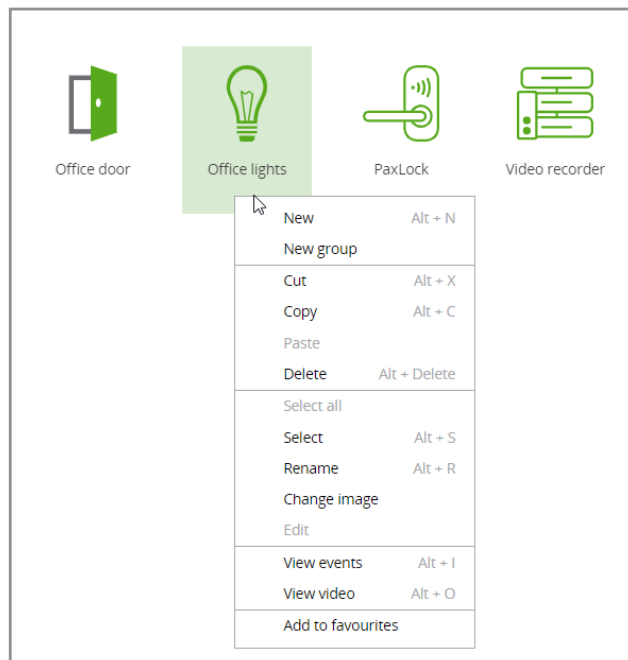 Office door
Office lights
PaxLock
Video recorder
New Alt + N
New group
Cut Alt + X
Copy Alt + C
Paste
Delete Alt + Delete
Select all
Select Alt + S
Rename Alt + R
Change image
Edit
View events Alt + I
View video Alt + O
Add to favourites